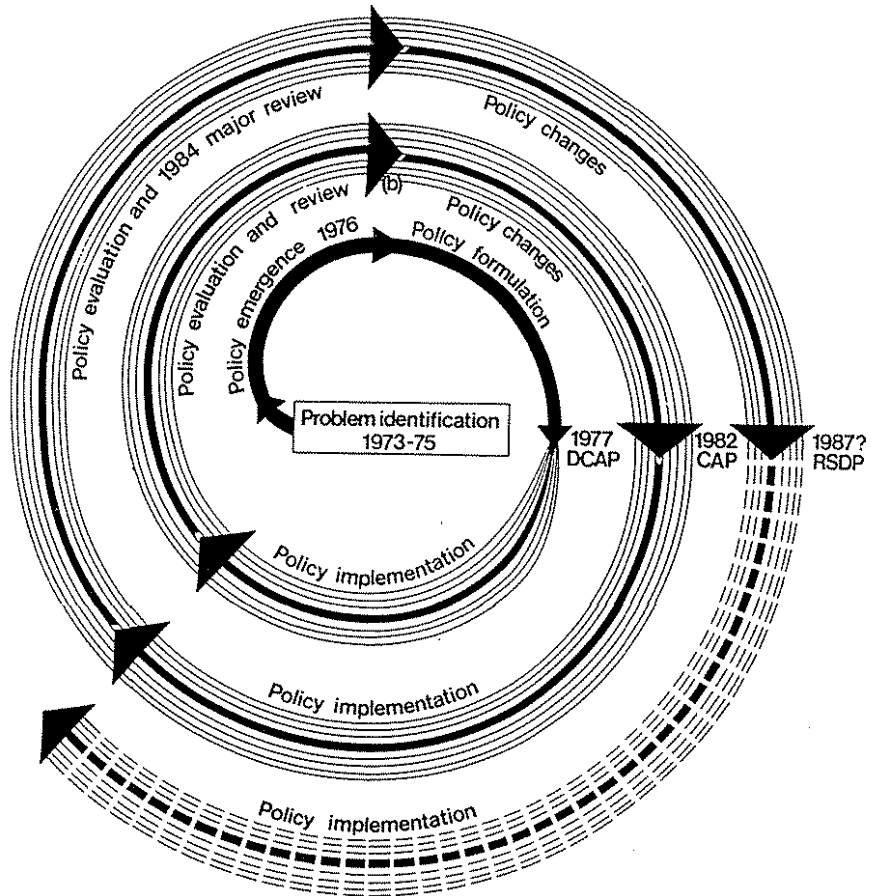 Policy evaluation and 1984 major review
Policy changes
Policy evaluation and review (b)
Policy changes
Policy emergence 1976
Policy formulation
Problem identification
1973-75
1977
DCAP
1982
CAP
1987?
RSDP
Policy implementation
Policy implementation
Policy implementation